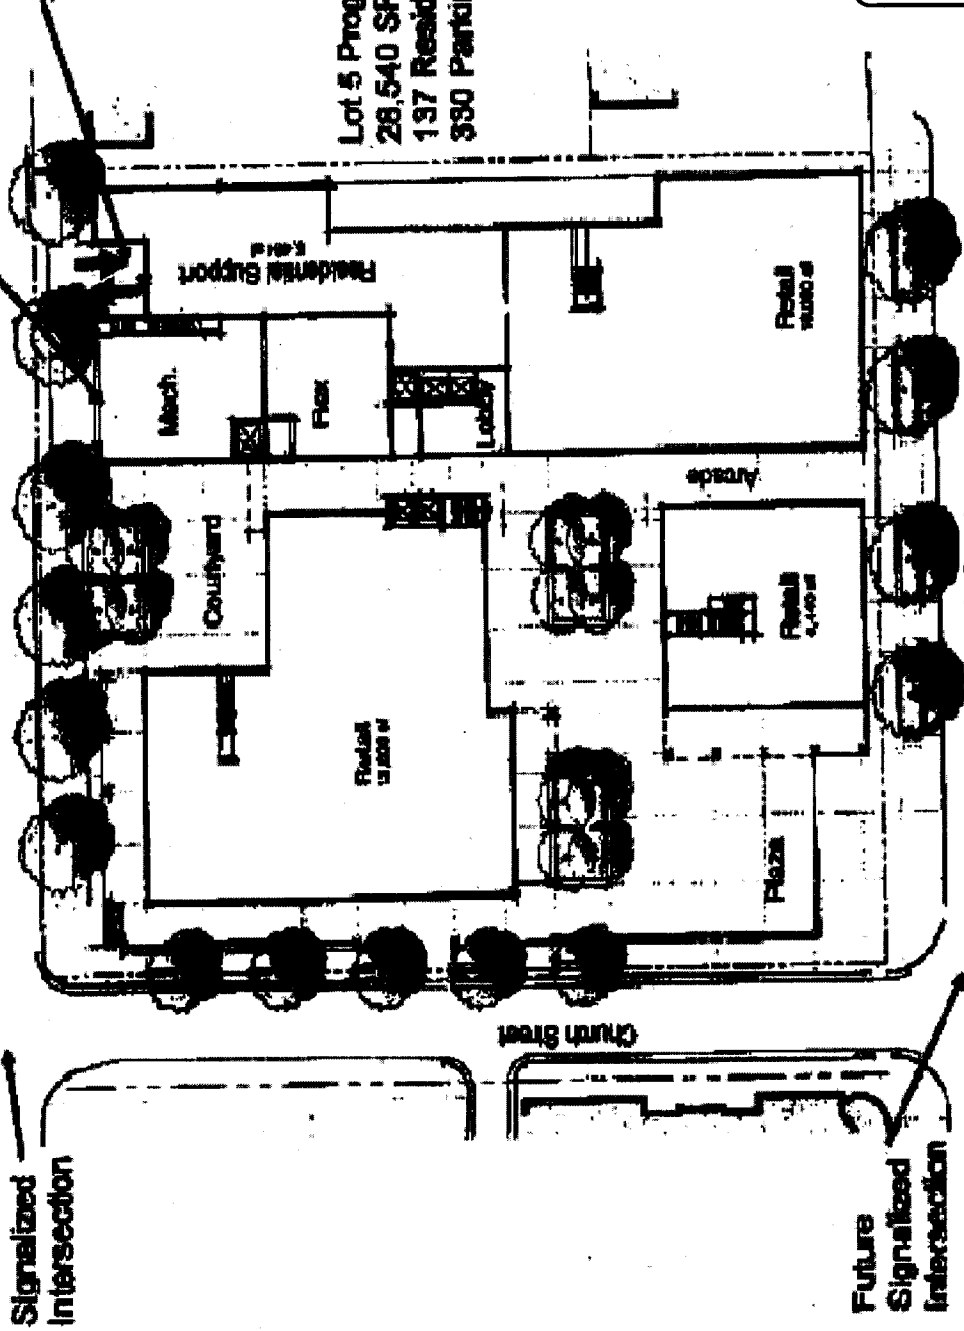 Lot 5 Prog
28,540 SF
137 Resid
330 Parki
Residential Support
Mech.
Flex
Lobby
Retail
Arcade
Courtyard
Retail
Retail
Plaza
Church Street
Signalized
Intersection
Future
Signalized
Intersection